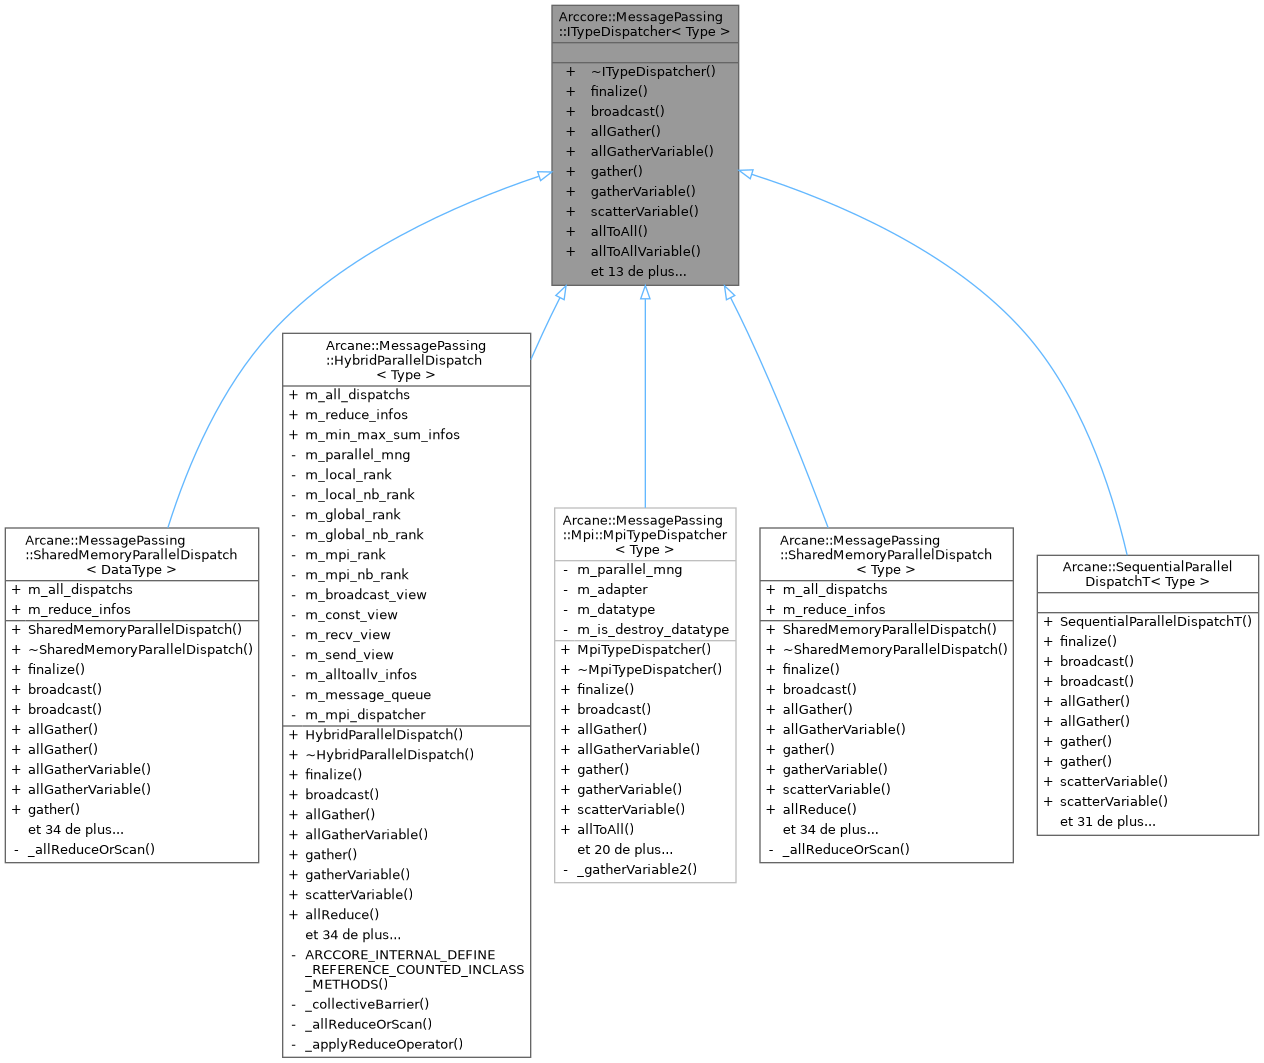 Arccore::MessagePassing
::ITypeDispatcher< Type >
+ ~ITypeDispatcher()
+ finalize()
+ broadcast()
+ allGather()
+ allGatherVariable()
+ gather()
+ gatherVariable()
+ scatterVariable()
+ allToAll()
+ allToAllVariable()
et 13 de plus...
Arcane::MessagePassing
::SharedMemoryParallelDispatch
< DataType >
+ m_all_dispatchs
+ m_reduce_infos
+ SharedMemoryParallelDispatch()
+ ~SharedMemoryParallelDispatch()
+ finalize()
+ broadcast()
+ broadcast()
+ allGather()
+ allGather()
+ allGatherVariable()
+ allGatherVariable()
+ gather()
et 34 de plus...
- _allReduceOrScan()
Arcane::MessagePassing
::HybridParallelDispatch
< Type >
+ m_all_dispatchs
+ m_reduce_infos
+ m_min_max_sum_infos
- m_parallel_mng
- m_local_rank
- m_local_nb_rank
- m_global_rank
- m_global_nb_rank
- m_mpi_rank
- m_mpi_nb_rank
- m_broadcast_view
- m_const_view
- m_recv_view
- m_send_view
- m_alltoallv_infos
- m_message_queue
- m_mpi_dispatcher
+ HybridParallelDispatch()
+ ~HybridParallelDispatch()
+ finalize()
+ broadcast()
+ allGather()
+ allGatherVariable()
+ gather()
+ gatherVariable()
+ scatterVariable()
+ allReduce()
et 34 de plus...
- ARCCORE_INTERNAL_DEFINE
_REFERENCE_COUNTED_INCLASS
_METHODS()
- _collectiveBarrier()
- _allReduceOrScan()
- _applyReduceOperator()
Arcane::MessagePassing
::Mpi::MpiTypeDispatcher
< Type >
- m_parallel_mng
- m_adapter
- m_datatype
- m_is_destroy_datatype
+ MpiTypeDispatcher()
+ ~MpiTypeDispatcher()
+ finalize()
+ broadcast()
+ allGather()
+ allGatherVariable()
+ gather()
+ gatherVariable()
+ scatterVariable()
+ allToAll()
et 20 de plus...
- _gatherVariable2()
Arcane::MessagePassing
::SharedMemoryParallelDispatch
< Type >
+ m_all_dispatchs
+ m_reduce_infos
+ SharedMemoryParallelDispatch()
+ ~SharedMemoryParallelDispatch()
+ finalize()
+ broadcast()
+ allGather()
+ allGatherVariable()
+ gather()
+ gatherVariable()
+ scatterVariable()
+ allReduce()
et 34 de plus...
- _allReduceOrScan()
Arcane::SequentialParallel
DispatchT< Type >
+ SequentialParallelDispatchT()
+ finalize()
+ broadcast()
+ broadcast()
+ allGather()
+ allGather()
+ gather()
+ gather()
+ scatterVariable()
+ scatterVariable()
et 31 de plus...